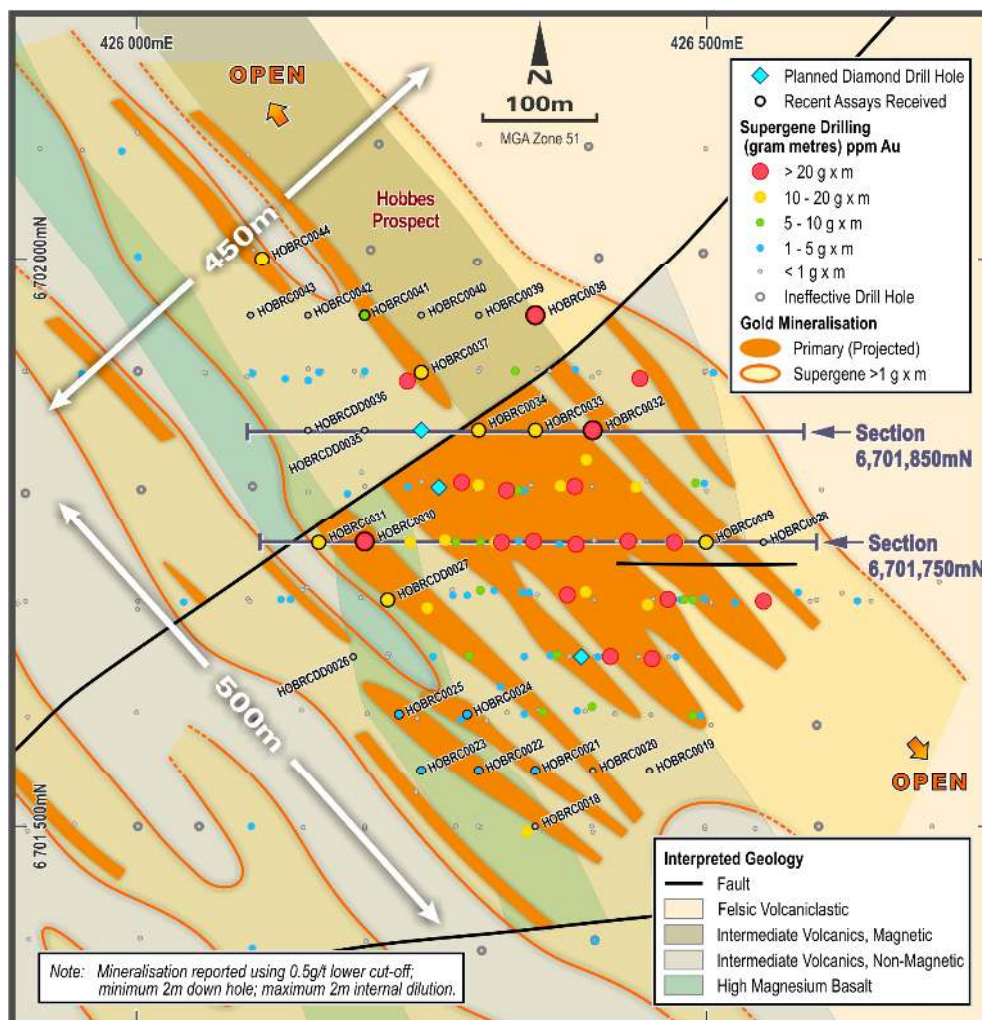 426 000mE
426 500mE
OPEN
N
100m
MGA Zone 51
Planned Diamond Drill Hole
Recent Assays Received
Supergene Drilling
(gram metres) ppm Au
> 20 g x m
10 - 20 g x m
5 - 10 g x m
1 - 5 g x m
< 1 g x m
Ineffective Drill Hole
Gold Mineralisation
Primary (Projected)
Supergene >1 g x m
Hobbes
Prospect
450m
6 702 000mN
HOBRC0044
HOBRC0043
HOBRC0042
HOBRC0041
HOBRC0040
HOBRC0039
HOBRC0038
HOBRC0037
HOBRCDD0036
HOBRCDD0035
HOBRC0034
HOBRC0033
HOBRC0032
Section
6,701,850mN
HOBRC0031
HOBRC0030
HOBRC0029
HOBRC0028
Section
6,701,750mN
HOBRCDD0027
HOBRCDD0026
500m
HOBRC0025
HOBRC0024
HOBRC0023
HOBRC0022
HOBRC0021
HOBRC0020
HOBRC0019
HOBRC0018
OPEN
6 701 500mN
Interpreted Geology
Fault
Felsic Volcaniclastic
Intermediate Volcanics, Magnetic
Intermediate Volcanics, Non-Magnetic
High Magnesium Basalt
Note: Mineralisation reported using 0.5g/t lower cut-off;
minimum 2m down hole; maximum 2m internal dilution.